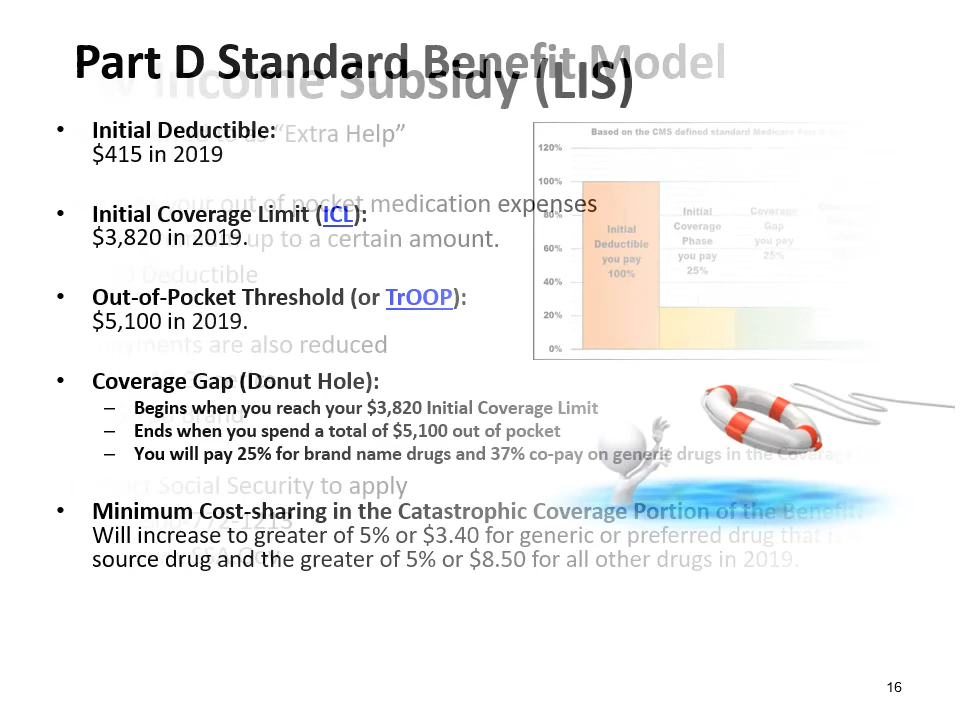 Part D Standard Benefit Model
Income Subsidy (LIS)
• Initial Deductible:
"Extra Help"
$415 in 2019
your out of pocket medication expenses
• Initial Coverage Limit (ICL):
$3,820 in 2019.
up to a certain amount.
Deductible
• Out-of-Pocket Threshold (or TrOOP):
$5,100 in 2019.
are also reduced
• Coverage Gap (Donut Hole):
– Begins when you reach your $3,820 Initial Coverage Limit
– Ends when you spend a total of $5,100 out of pocket
– You will pay 25% for brand name drugs and 37% co-pay on generic drugs in the Coverage
Social Security to apply
• Minimum Cost-sharing in the Catastrophic Coverage Portion of the Benefit
-772-1213
Will increase to greater of 5% or $3.40 for generic or preferred drug that is
source drug and the greater of 5% or $8.50 for all other drugs in 2019.
Based on the CMS defined standard Medicare Part D
120%
100%
80%
60%
40%
20%
0%
Initial
Deductible
you pay
100%
Initial
Coverage
Phase
you pay
25%
Coverage
Gap
you pay
25%
16